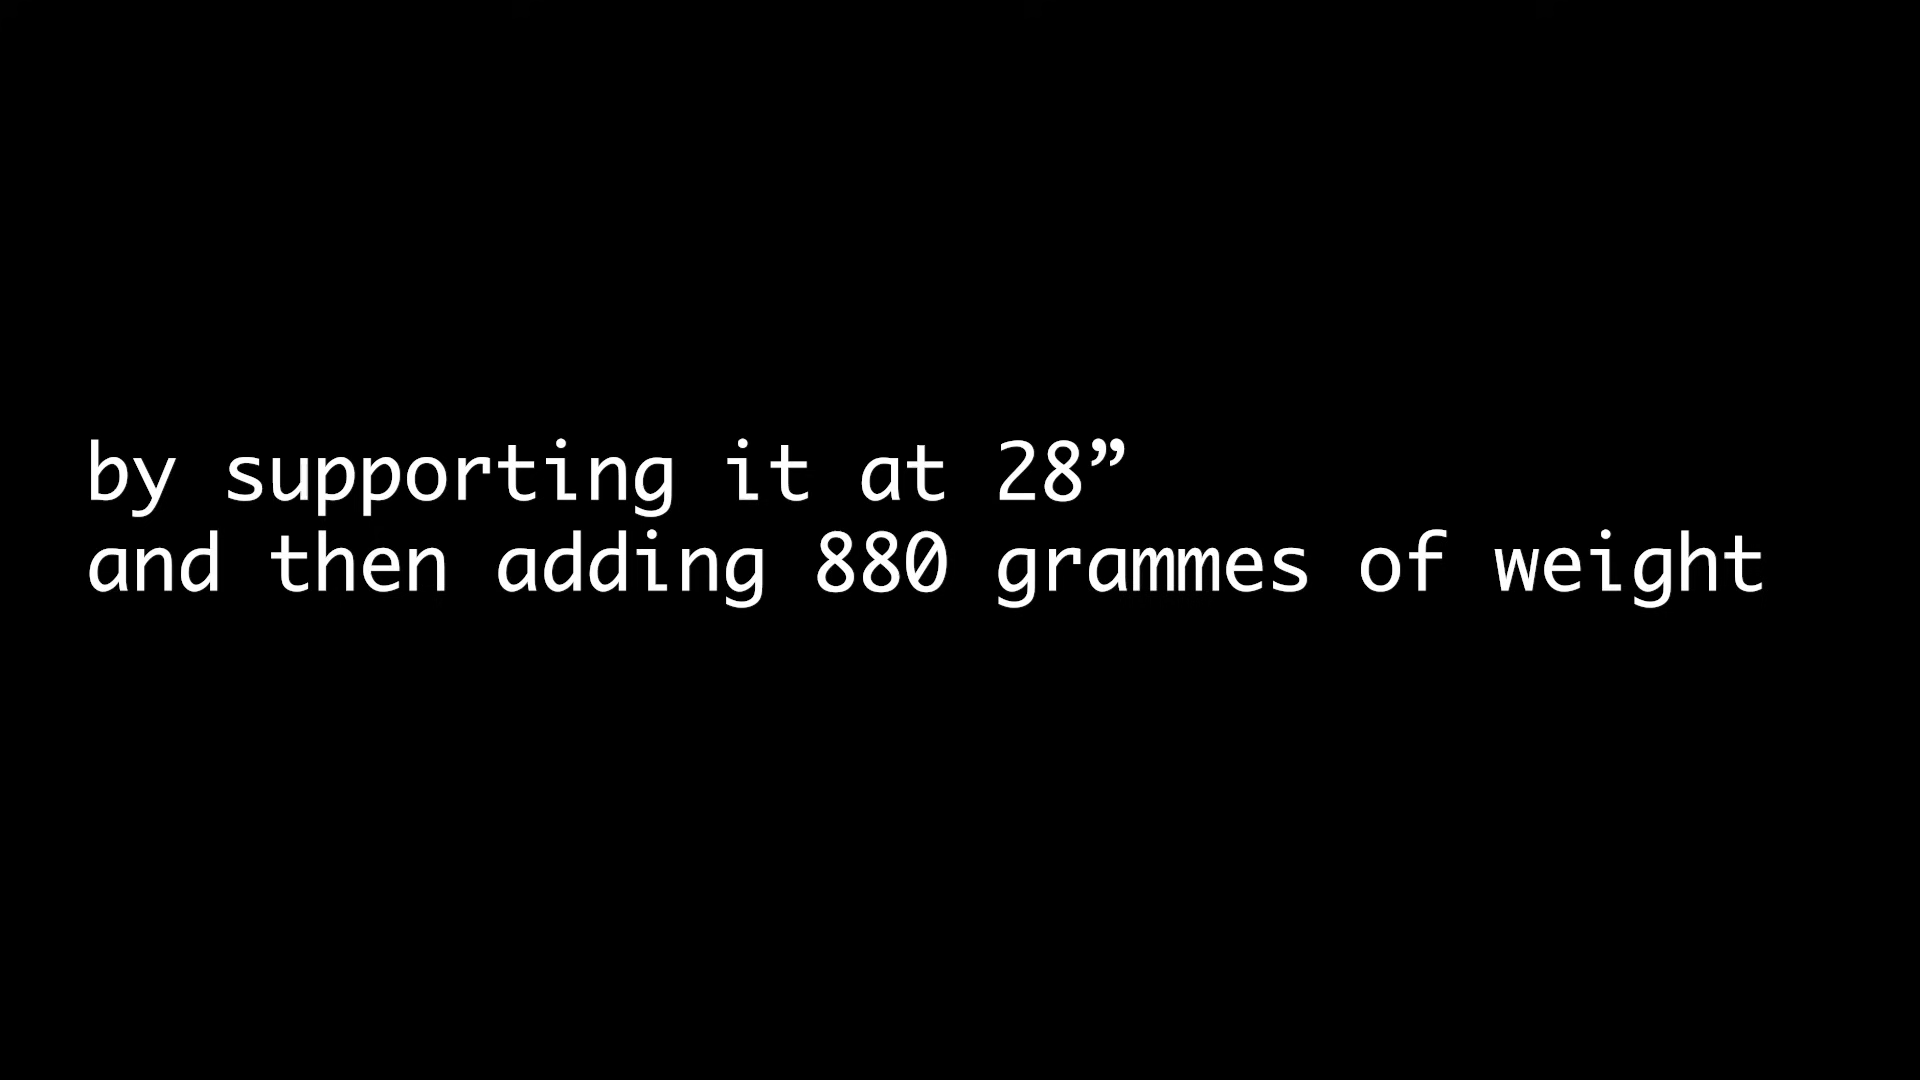 by supporting it at 28”
and then adding 880 grammes of weight